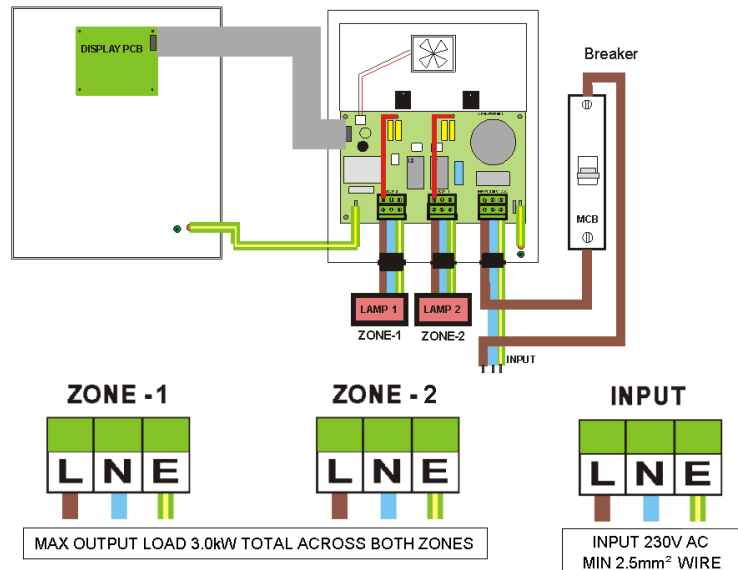 DISPLAY PCB
Breaker
MCB
LAMP 1
LAMP 2
ZONE-1
ZONE-2
INPUT
ZONE - 1
ZONE - 2
INPUT
L N E
L N E
L N E
MAX OUTPUT LOAD 3.0kW TOTAL ACROSS BOTH ZONES
INPUT 230V AC
MIN 2.5mm² WIRE